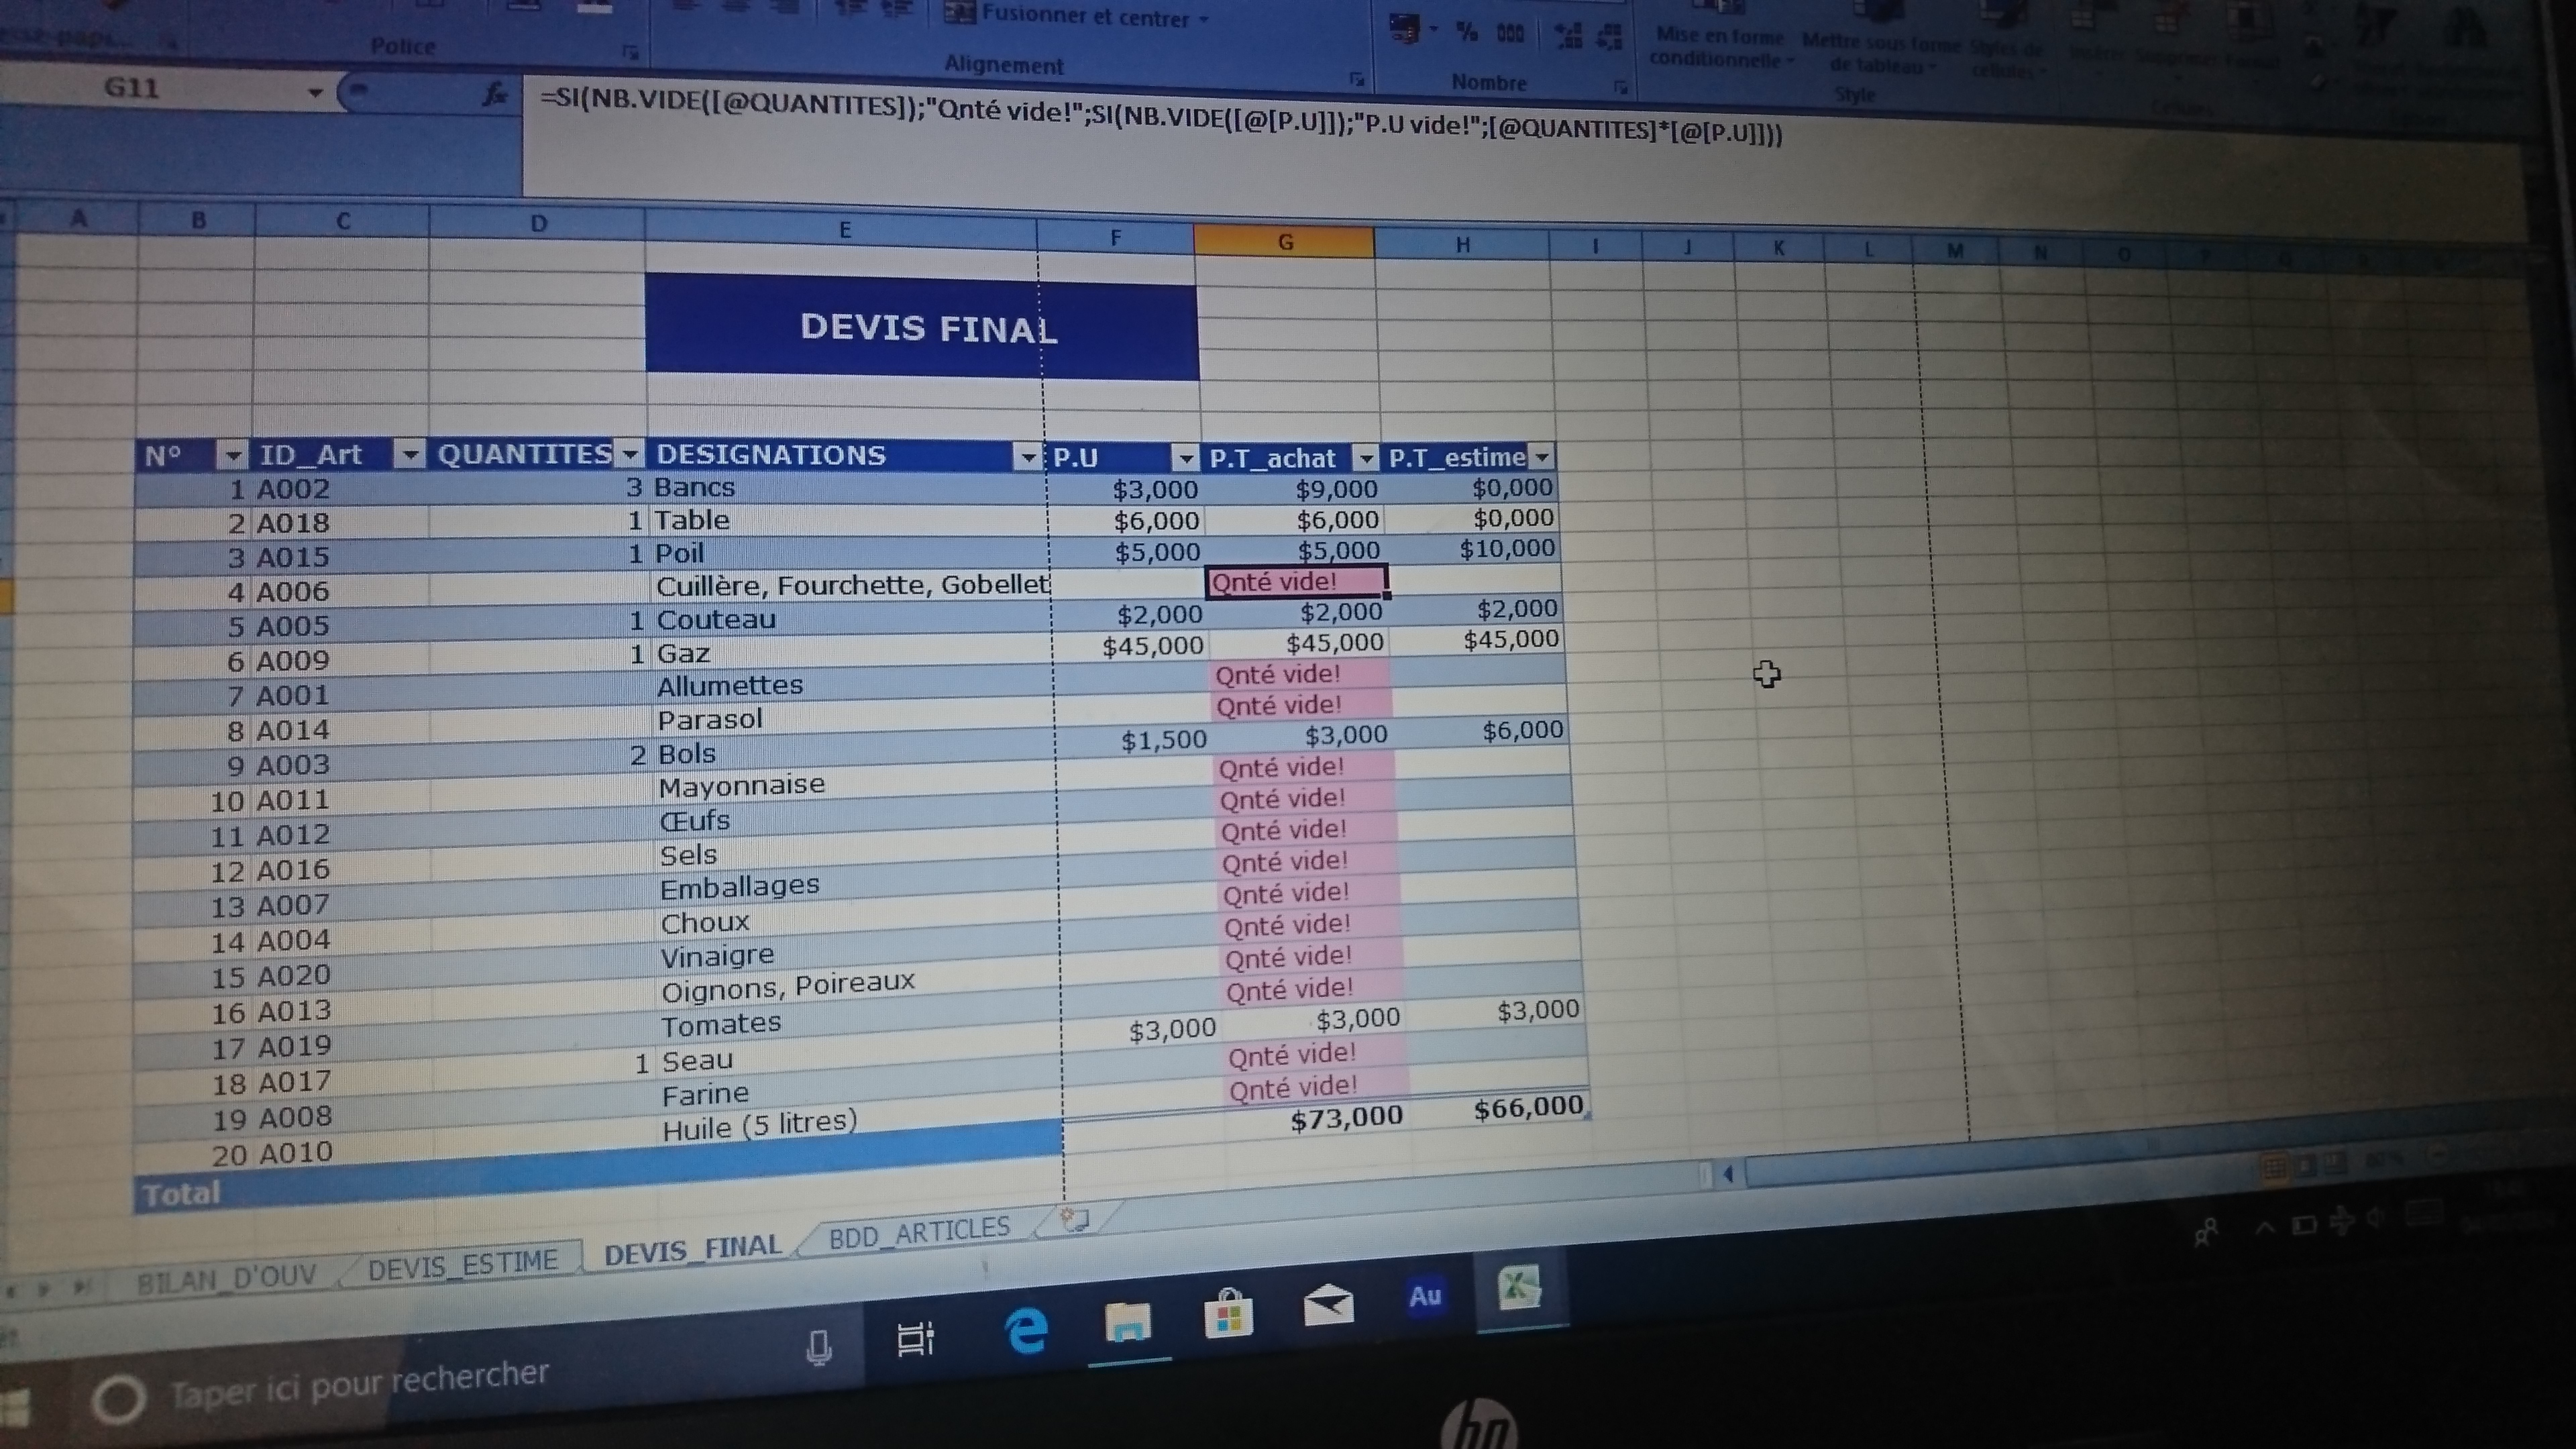 Fusionner et centrer
Police
Alignement
% 000
Nombre
Mise en forme conditionnelle
Mettre sous forme de tableau
Styles de cellules
Style
G11
fx
=SI(NB.VIDE([@QUANTITES]);"Qnté vide!";SI(NB.VIDE([@[P.U]]);"P.U vide!";[@QUANTITES]*[@[P.U]]))
A B C D E F G H I J K L M N O
DEVIS FINAL
N° ID_Art QUANTITES DESIGNATIONS P.U P.T_achat P.T_estime
1 A002 3 Bancs $3,000 $9,000 $0,000
2 A018 1 Table $6,000 $6,000 $0,000
3 A015 1 Poil $5,000 $5,000 $10,000
4 A006 Cuillère, Fourchette, Gobellet Qnté vide!
5 A005 1 Couteau $2,000 $2,000 $2,000
6 A009 1 Gaz $45,000 $45,000 $45,000
7 A001 Allumettes Qnté vide!
8 A014 Parasol Qnté vide!
9 A003 2 Bols $1,500 $3,000 $6,000
10 A011 Mayonnaise Qnté vide!
11 A012 Œufs Qnté vide!
12 A016 Sels Qnté vide!
13 A007 Emballages Qnté vide!
14 A004 Choux Qnté vide!
15 A020 Vinaigre Qnté vide!
16 A013 Oignons, Poireaux Qnté vide!
17 A019 Tomates Qnté vide!
18 A017 1 Seau $3,000 $3,000 $3,000
19 A008 Farine Qnté vide!
20 A010 Huile (5 litres) Qnté vide!
Total $73,000 $66,000
BILAN_D'OUV DEVIS_ESTIME DEVIS_FINAL BDD_ARTICLES
Taper ici pour rechercher
Au
hp